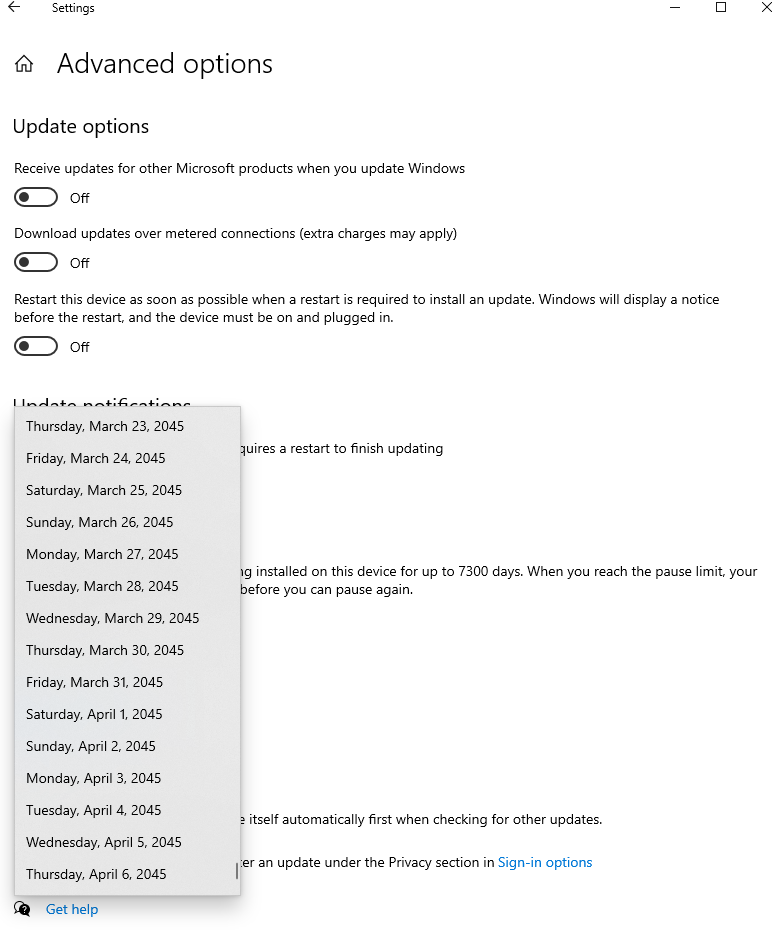 Settings
Advanced options
Update options
Receive updates for other Microsoft products when you update Windows
Off
Download updates over metered connections (extra charges may apply)
Off
Restart this device as soon as possible when a restart is required to install an update. Windows will display a notice
before the restart, and the device must be on and plugged in.
Off
Update notifications
Thursday, March 23, 2045
quires a restart to finish updating
Friday, March 24, 2045
Saturday, March 25, 2045
Sunday, March 26, 2045
Monday, March 27, 2045
ng installed on this device for up to 7300 days. When you reach the pause limit, your
Tuesday, March 28, 2045
before you can pause again.
Wednesday, March 29, 2045
Thursday, March 30, 2045
Friday, March 31, 2045
Saturday, April 1, 2045
Sunday, April 2, 2045
Monday, April 3, 2045
Tuesday, April 4, 2045
e itself automatically first when checking for other updates.
Wednesday, April 5, 2045
ter an update under the Privacy section in Sign-in options
Thursday, April 6, 2045
Get help